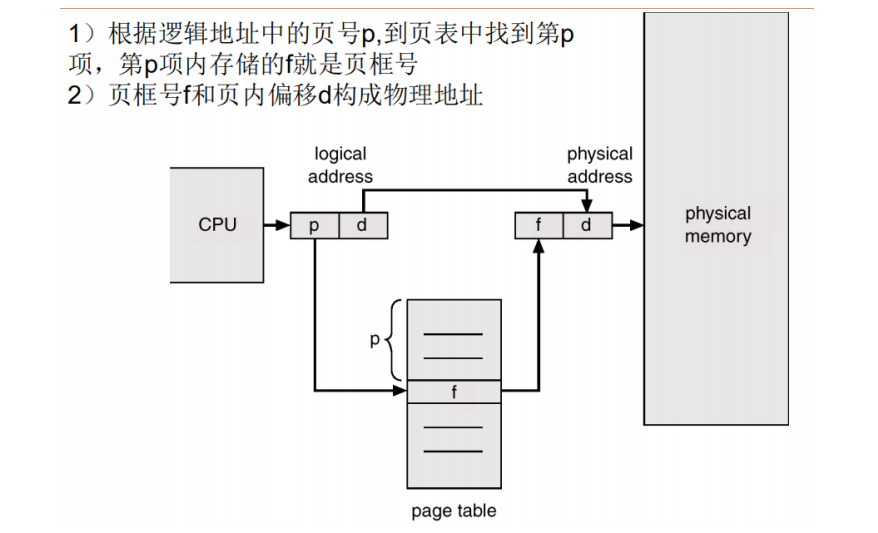 1）根据逻辑地址中的页号p,到页表中找到第p
项，第p项内存储的f就是页框号
2）页框号f和页内偏移d构成物理地址
logical
address
physical
address
CPU
p
d
f
d
physical
memory
p
f
page table